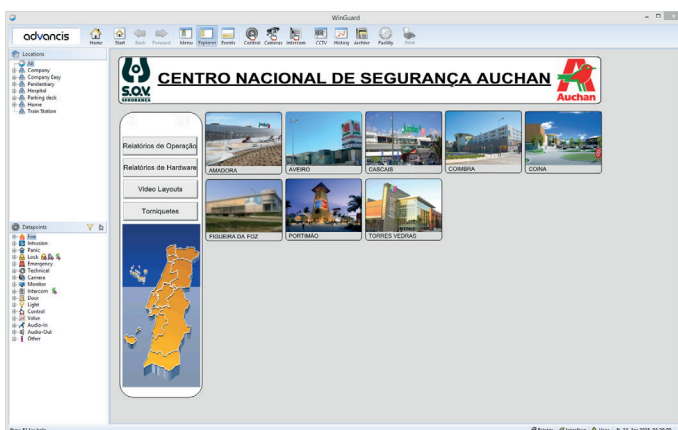 WinGuard
advancis
Home
Start Back Forward Menu Explorer Events Control Cameras Intercom CCTV History Archive Facility Print
Locations
All
Company
Company Easy
Penitentiary
Hospital
Parking deck
Home
Train Station
S.O.V.
SEGURANÇA
CENTRO NACIONAL DE SEGURANÇA AUCHAN
Auchan
Relatórios de Operação
Relatórios de Hardware
Video Layouts
Torniquetes
AMADORA
AVEIRO
CASCAIS
COIMBRA
COINA
FIGUEIRA DA FOZ
PORTIMÃO
TORRES VEDRAS
Datapoints
Fire
Intrusion
Panic
Lock
Emergency
Technical
Camera
Monitor
Intercom
Door
Light
Control
Value
Audio-In
Audio-Out
Other